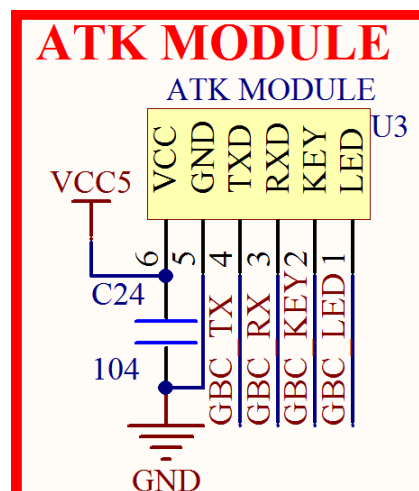 ATK MODULE
ATK MODULE
U3
VCC
GND
TXD
RXD
KEY
LED
VCC5
6
5
4
3
2
1
C24
104
GBC_TX
GBC_RX
GBC_KEY
GBC_LED
GND